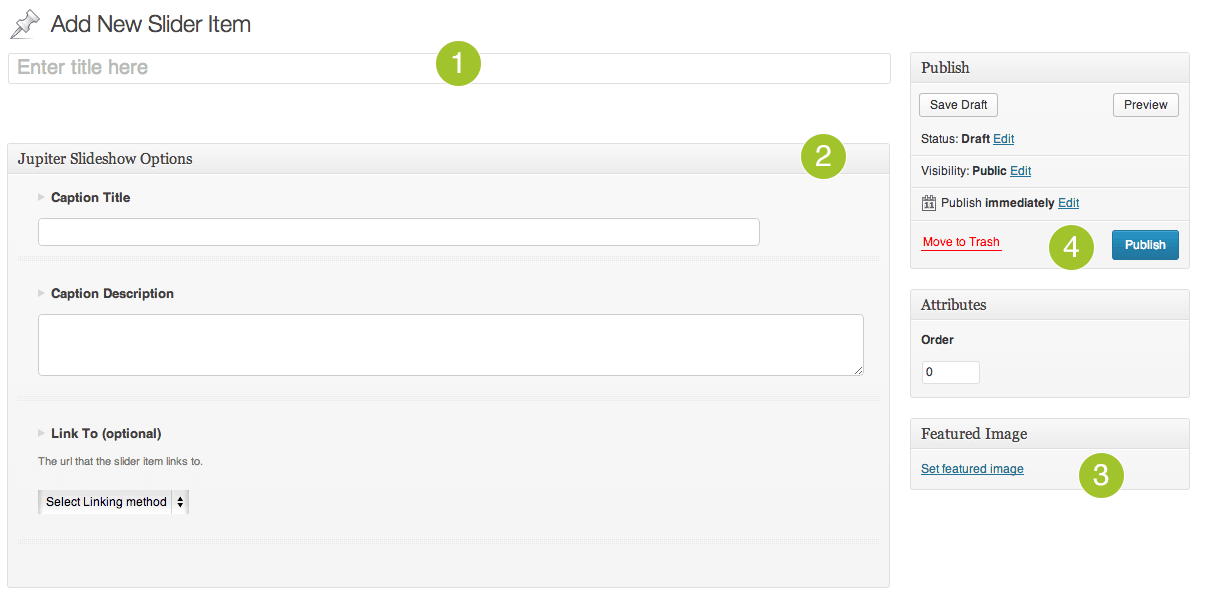 Add New Slider Item
Enter title here
1
Jupiter Slideshow Options
2
Caption Title
Caption Description
Link To (optional)
The url that the slider item links to.
Select Linking method
Publish
Save Draft Preview
Status: Draft Edit
Visibility: Public Edit
11 Publish immediately Edit
Move to Trash 4 Publish
Attributes
Order
0
Featured Image
Set featured image 3